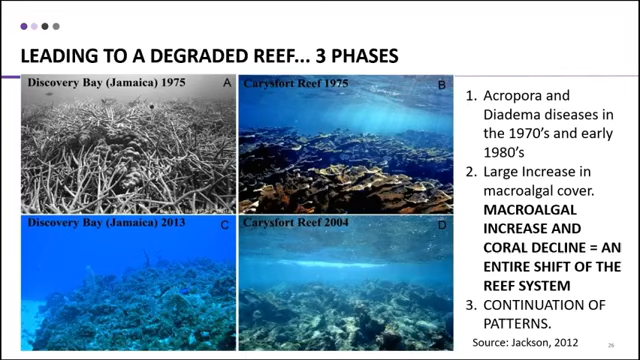 LEADING TO A DEGRADED REEF... 3 PHASES
Discovery Bay (Jamaica) 1975
A
Carysfort Reef 1975
B
Discovery Bay (Jamaica) 2013
C
Carysfort Reef 2004
D
1. Acropora and
Diadema diseases in
the 1970's and early
1980's
2. Large Increase in
macroalgal cover.
MACROALGAL
INCREASE AND
CORAL DECLINE = AN
ENTIRE SHIFT OF THE
REEF SYSTEM
3. CONTINUATION OF
PATTERNS.
Source: Jackson, 2012
26